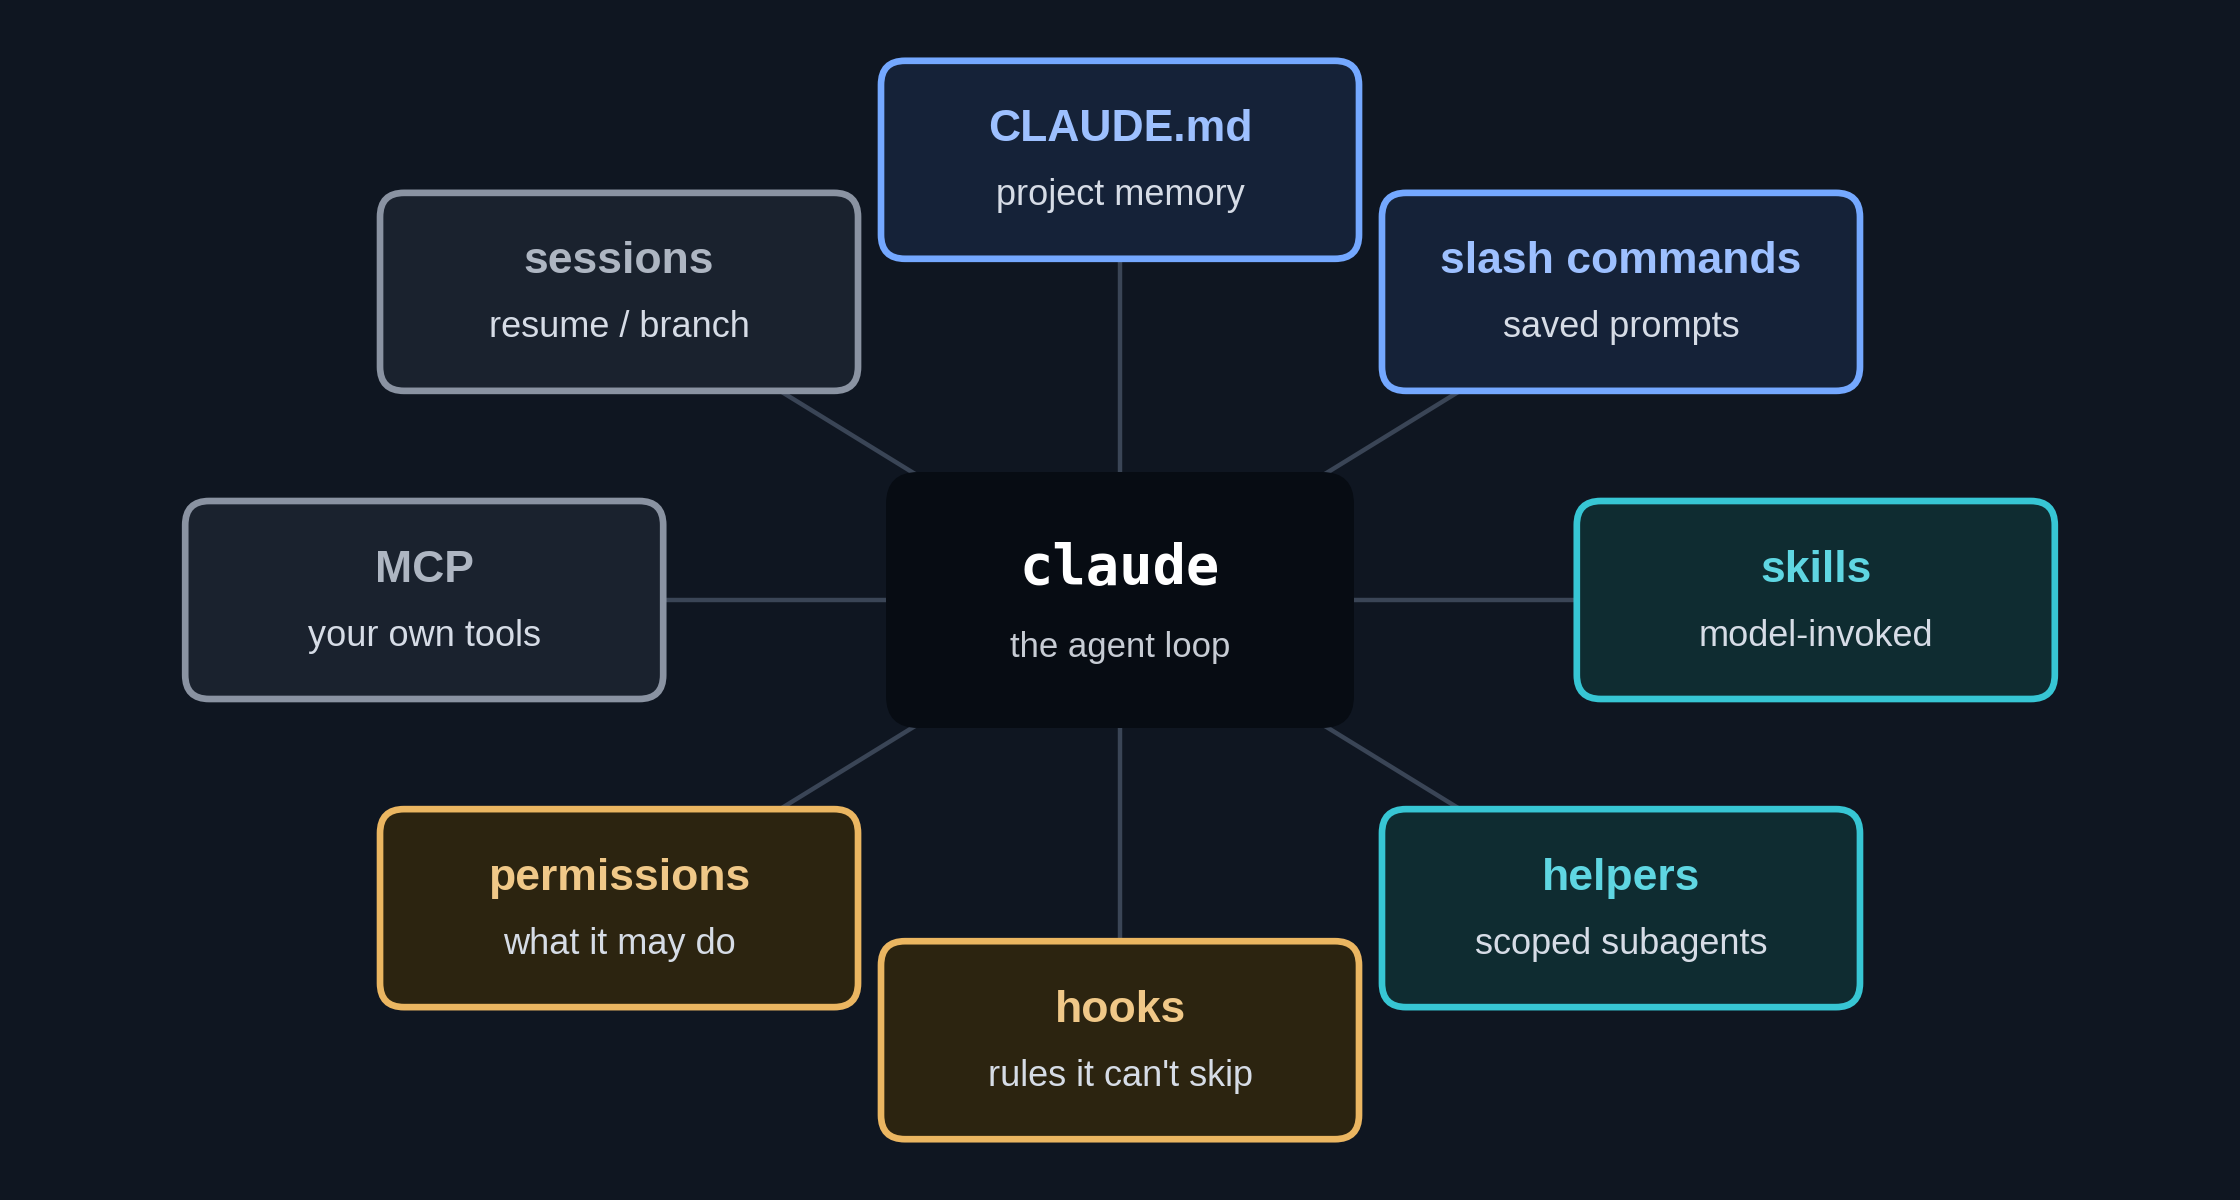 CLAUDE.md
project memory
sessions
resume / branch
slash commands
saved prompts
MCP
your own tools
claude
the agent loop
skills
model-invoked
permissions
what it may do
helpers
scoped subagents
hooks
rules it can't skip